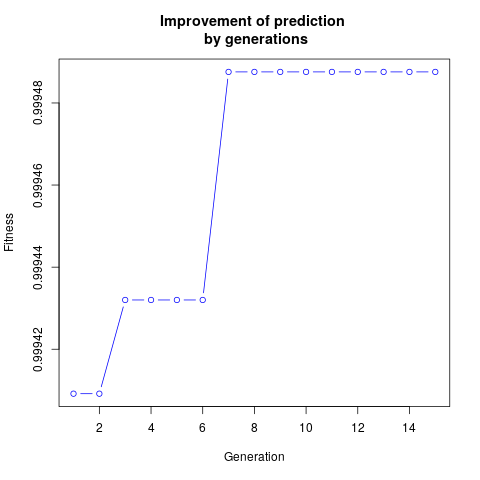 Improvement of prediction
by generations
0.99948
0.99946
0.99944
0.99942
Fitness
2 4 6 8 10 12 14
Generation